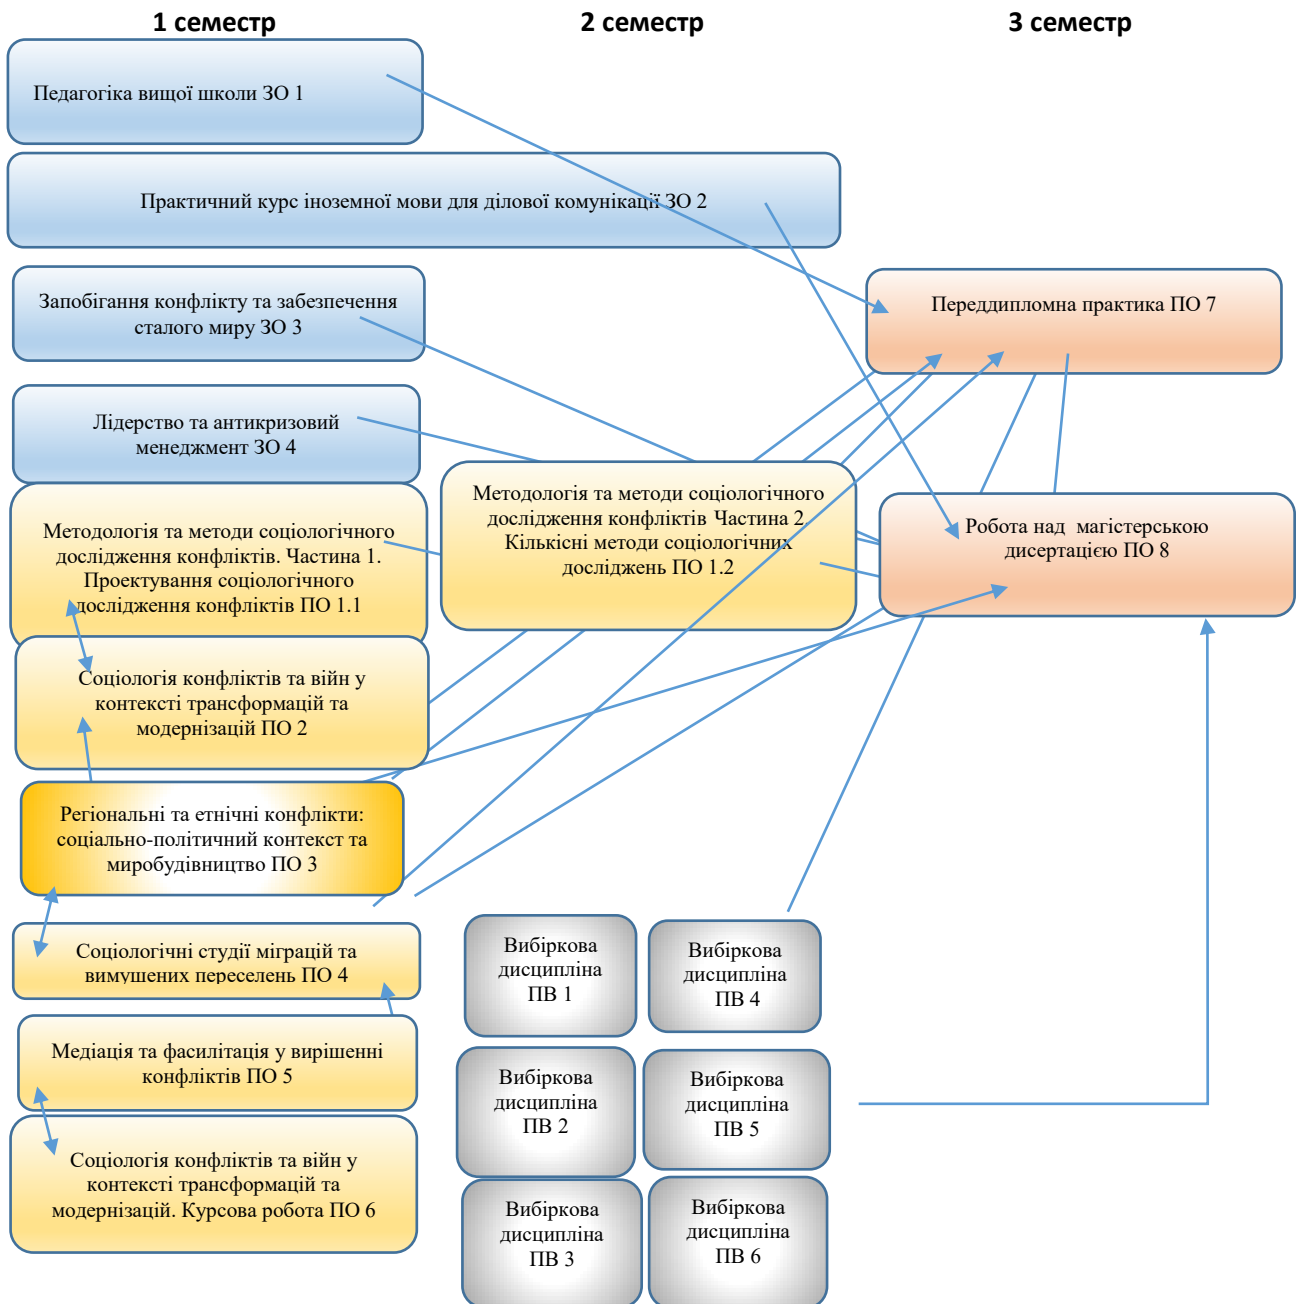 1 семестр
2 семестр
3 семестр
Педагогіка вищої школи ЗО 1
Практичний курс іноземної мови для ділової комунікації ЗО 2
Запобігання конфлікту та забезпечення
сталого миру ЗО 3
Переддипломна практика ПО 7
Лідерство та антикризовий
менеджмент ЗО 4
Методологія та методи соціологічного
дослідження конфліктів. Частина 1.
Проектування соціологічного
дослідження конфліктів ПО 1.1
Методологія та методи соціологічного
дослідження конфліктів Частина 2.
Кількісні методи соціологічних
досліджень ПО 1.2
Робота над магістерською
дисертацією ПО 8
Соціологія конфліктів та війн у
контексті трансформацій та
модернізацій ПО 2
Регіональні та етнічні конфлікти:
соціально-політичний контекст та
миробудівництво ПО 3
Соціологічні студії міграцій та
вимушених переселень ПО 4
Медіація та фасилітація у вирішенні
конфліктів ПО 5
Соціологія конфліктів та війн у
контексті трансформацій та
модернізацій. Курсова робота ПО 6
Вибіркова
дисципліна
ПВ 1
Вибіркова
дисципліна
ПВ 4
Вибіркова
дисципліна
ПВ 2
Вибіркова
дисципліна
ПВ 5
Вибіркова
дисципліна
ПВ 3
Вибіркова
дисципліна
ПВ 6